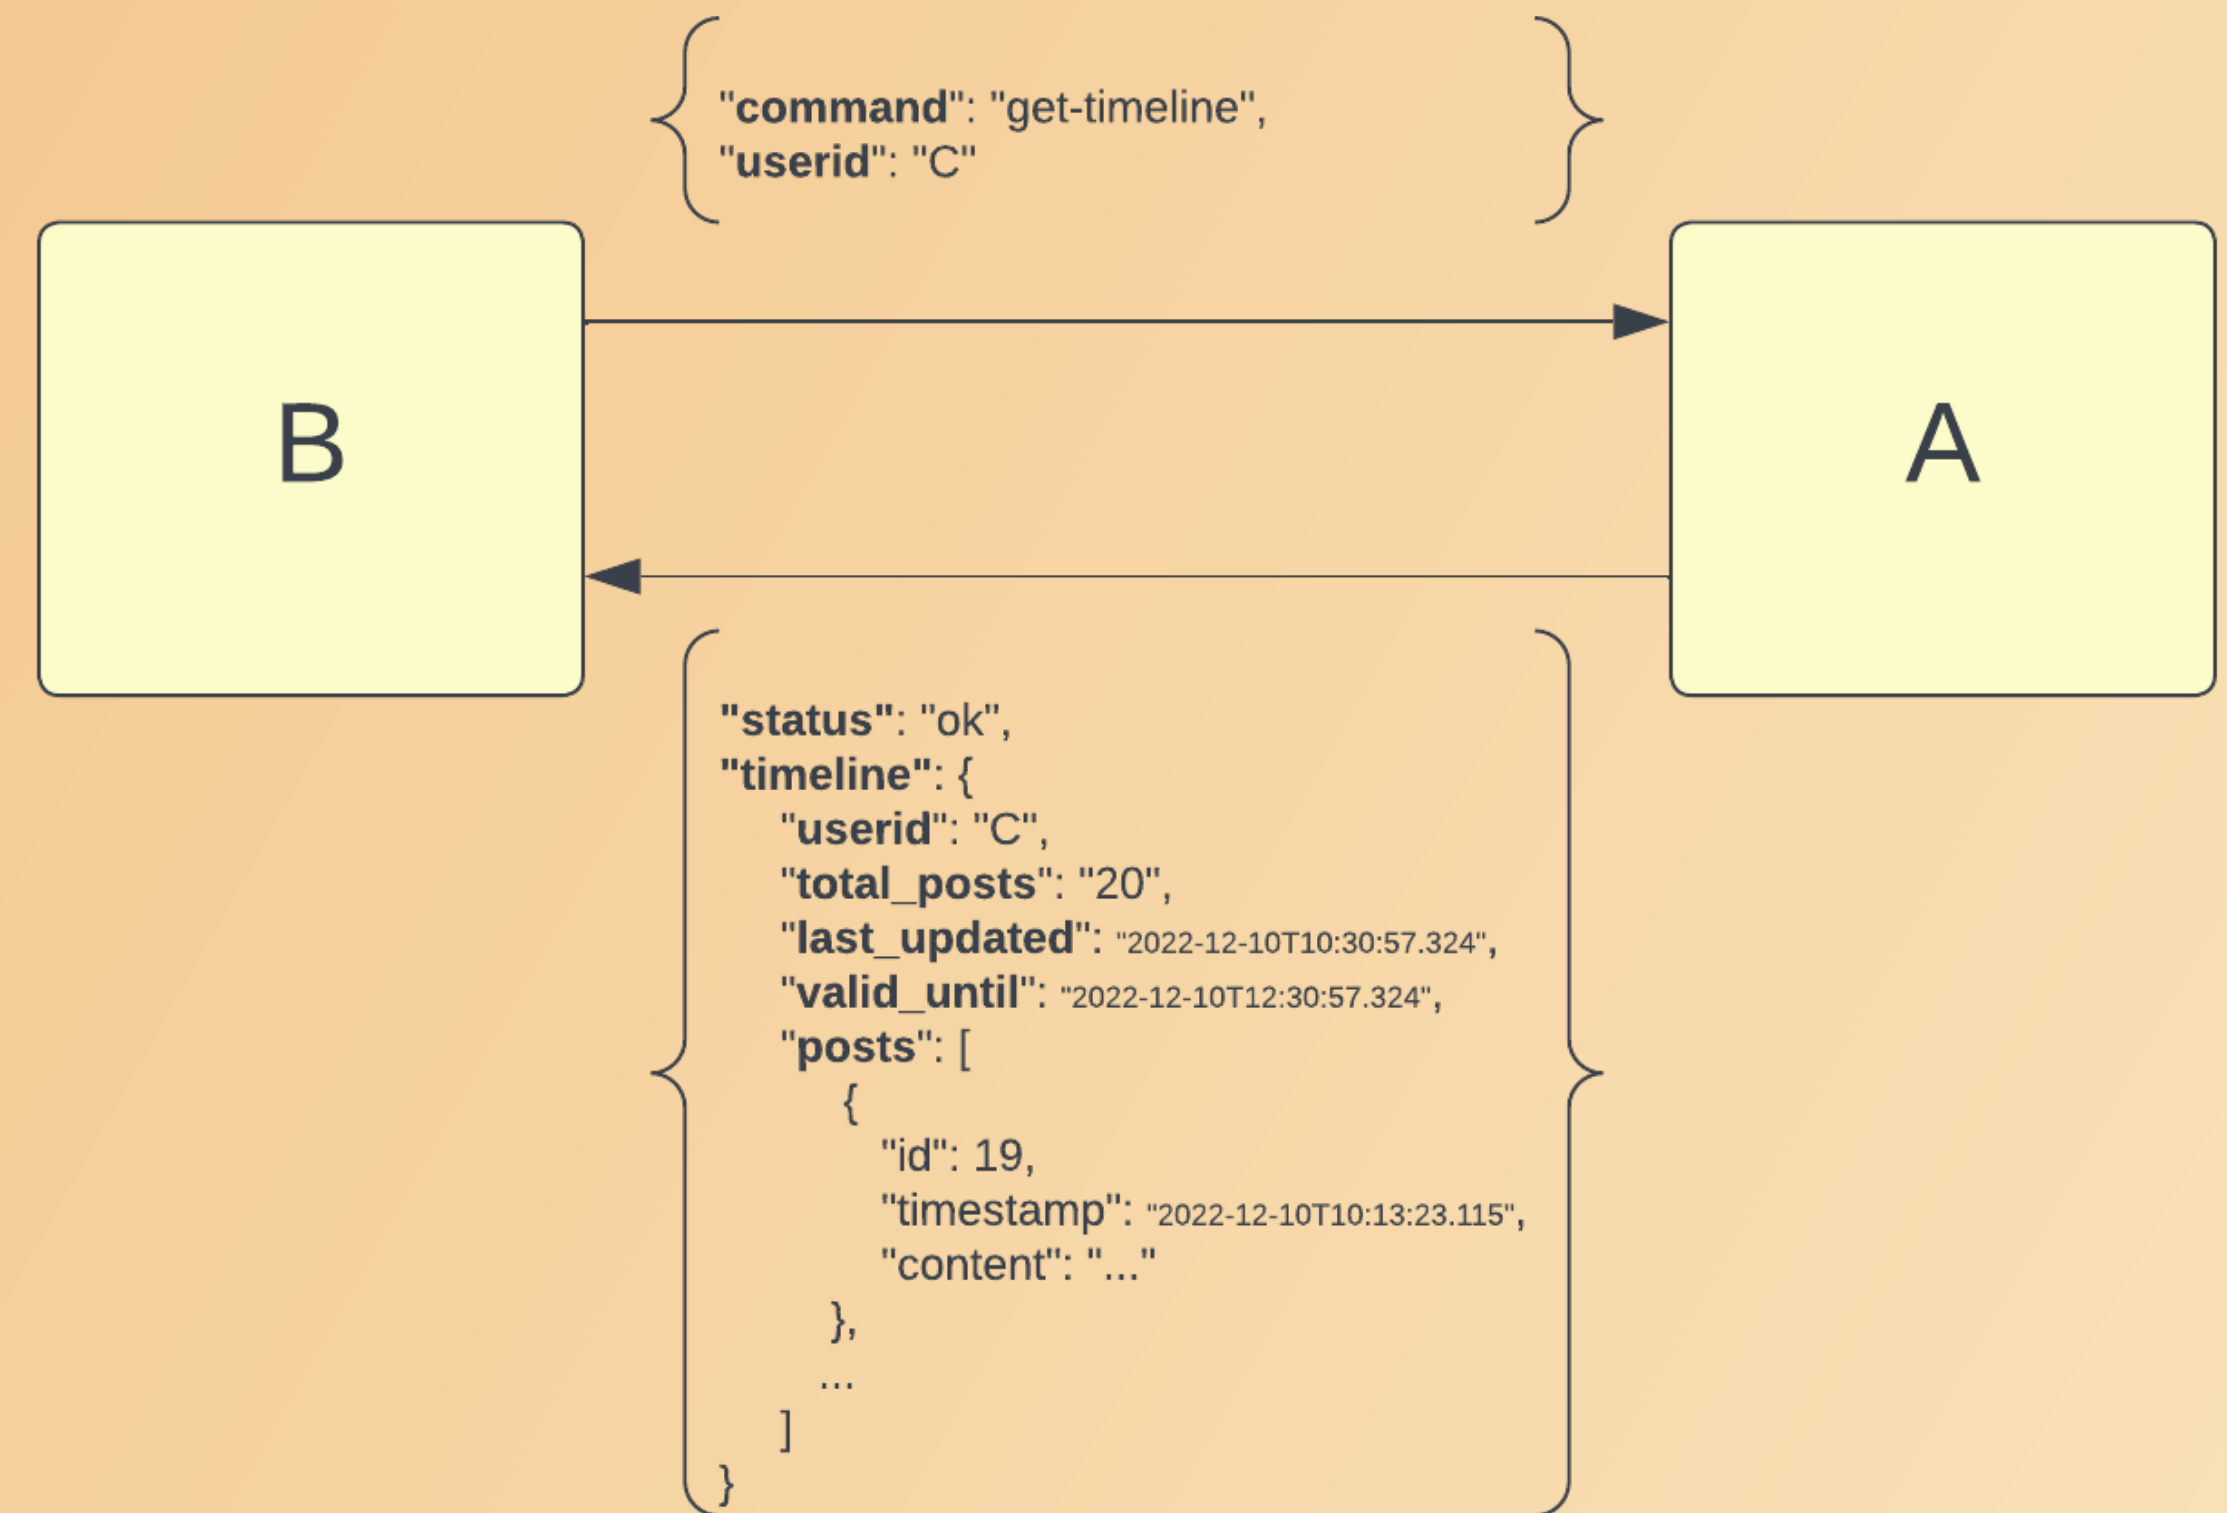 "command": "get-timeline",
"userid": "C"
B
A
"status": "ok",
"timeline": {
"userid": "C",
"total_posts": "20",
"last_updated": "2022-12-10T10:30:57.324",
"valid_until": "2022-12-10T12:30:57.324",
"posts": [
{
"id": 19,
"timestamp": "2022-12-10T10:13:23.115",
"content": "..."
},
...
]
}